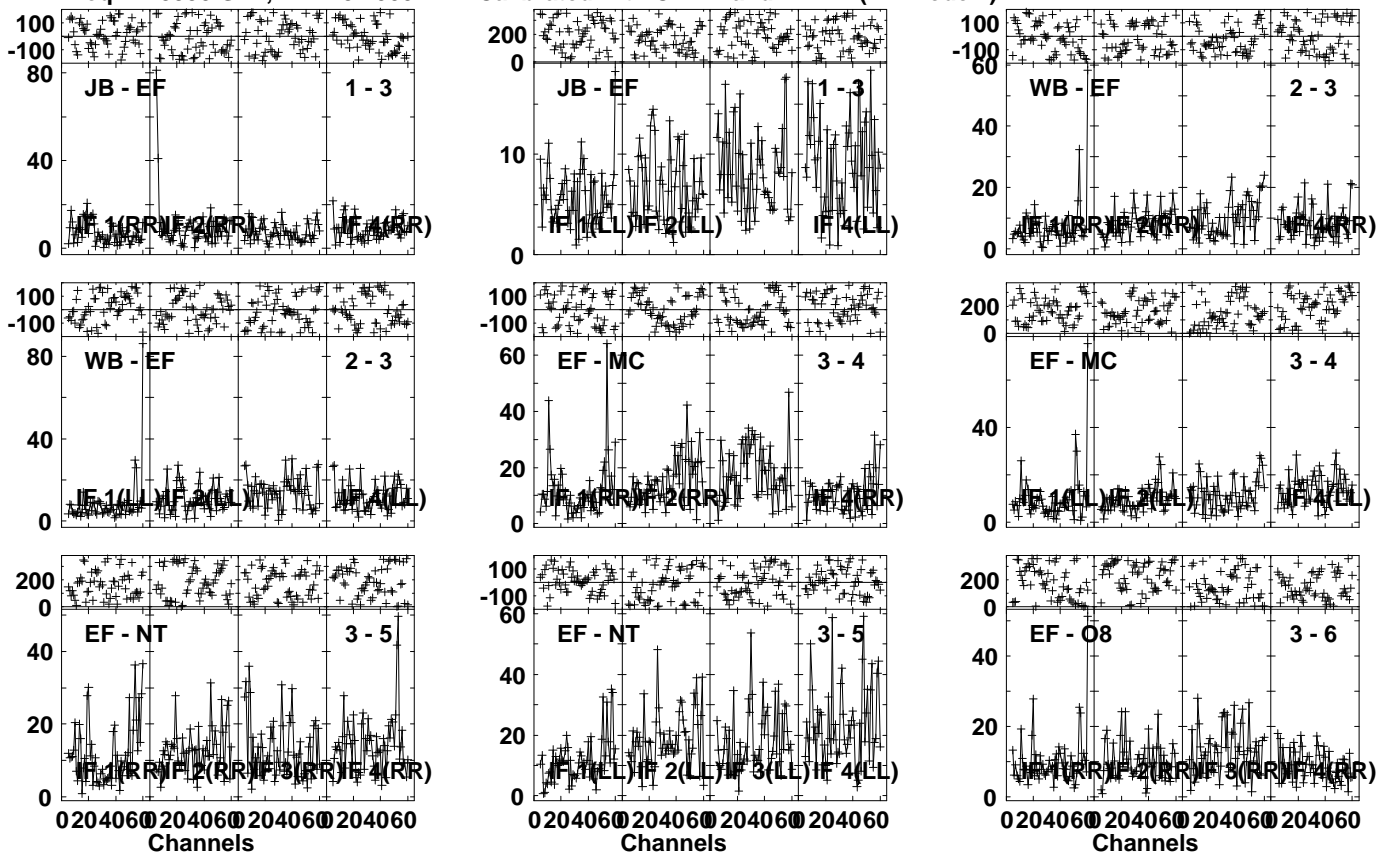 100
-100
80
40
0
JB - EF
1 - 3
IF 1(RR)
IF 2(RR)
IF 4(RR)
200
0
10
0
JB - EF
1 - 3
IF 1(LL)
IF 2(LL)
IF 4(LL)
100
-100
60
40
20
0
WB - EF
2 - 3
IF 1(RR)
IF 2(RR)
IF 4(RR)
100
-100
80
40
0
WB - EF
2 - 3
IF 1(LL)
IF 2(LL)
IF 4(LL)
100
-100
60
40
20
0
EF - MC
3 - 4
IF 1(RR)
IF 2(RR)
IF 4(RR)
200
0
80
40
0
EF - MC
3 - 4
IF 1(LL)
IF 2(LL)
IF 4(LL)
200
0
40
20
0
EF - NT
3 - 5
IF 1(RR)
IF 2(RR)
IF 3(RR)
IF 4(RR)
0 20 40 60 0 20 40 60 0 20 40 60 0 20 40 60
Channels
100
-100
60
40
20
0
EF - NT
3 - 5
IF 1(LL)
IF 2(LL)
IF 3(LL)
IF 4(LL)
0 20 40 60 0 20 40 60 0 20 40 60 0 20 40 60
Channels
200
0
40
20
0
EF - O8
3 - 6
IF 1(RR)
IF 2(RR)
IF 3(RR)
IF 4(RR)
0 20 40 60 0 20 40 60 0 20 40 60 0 20 40 60
Channels